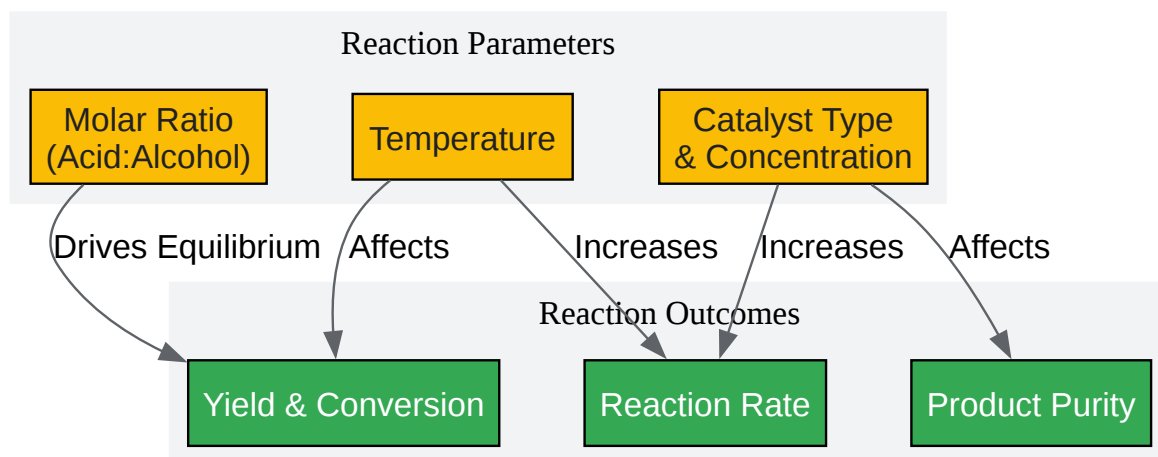 Reaction Parameters
Molar Ratio
(Acid:Alcohol)
Temperature
Catalyst Type
& Concentration
Drives Equilibrium
Affects
Increases
Increases
Affects
Reaction Outcomes
Yield & Conversion
Reaction Rate
Product Purity